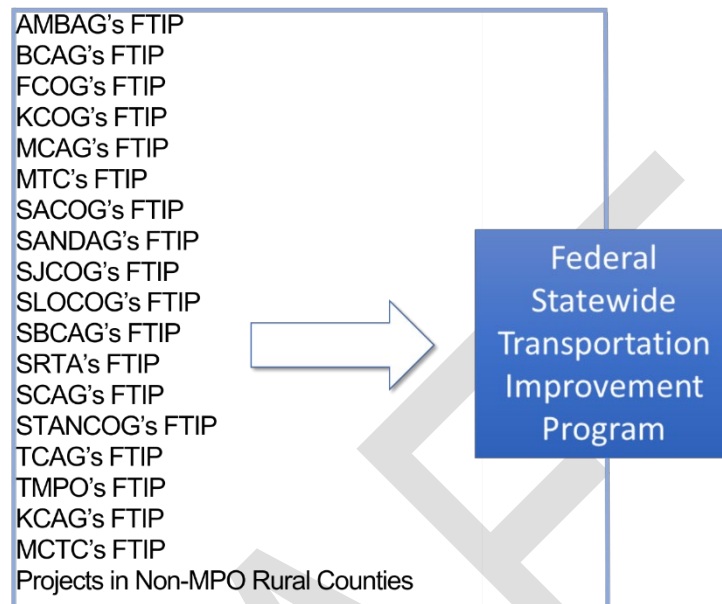 AMBAG’s FTIP
BCAG’s FTIP
FCOG’s FTIP
KCOG’s FTIP
MCAG’s FTIP
MTC’s FTIP
SACOG’s FTIP
SANDAG’s FTIP
SJCOG’s FTIP
SLOCOG’s FTIP
SBCAG’s FTIP
SRTA’s FTIP
SCAG’s FTIP
STANCOG’s FTIP
TCAG’s FTIP
TMPO’s FTIP
KCAG’s FTIP
MCTC’s FTIP
Projects in Non-MPO Rural Counties
Federal
Statewide
Transportation
Improvement
Program